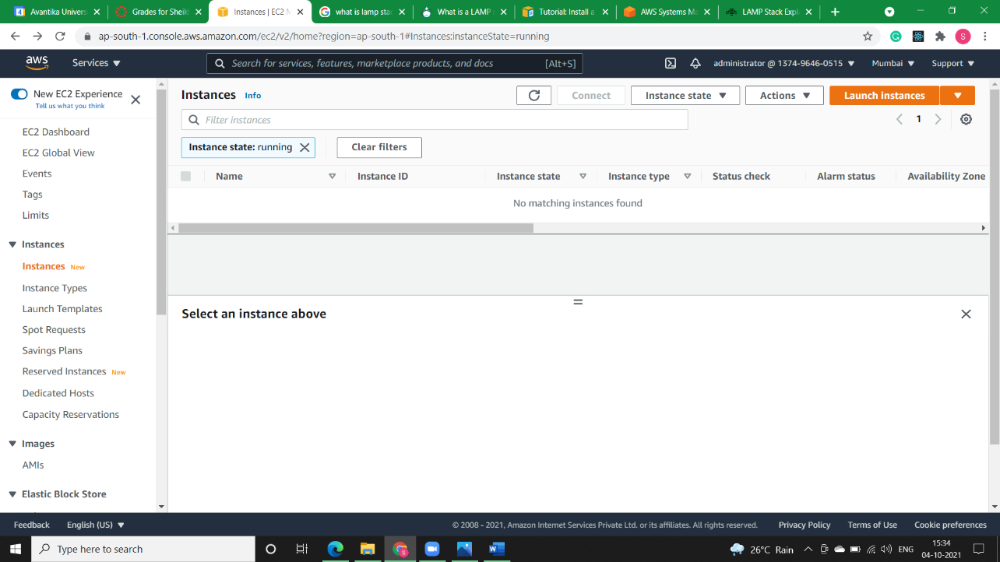 Avantika Univers
Grades for Sheikh
Instances | EC2 M
what is lamp stac
What is a LAMP s
Tutorial: Install a
AWS Systems Ma
LAMP Stack Expl
ap-south-1.console.aws.amazon.com/ec2/v2/home?region=ap-south-1#Instances:instanceState=running
S
aws
Services
Search for services, features, marketplace products, and docs [Alt+S]
administrator @ 1374-9646-0515
Mumbai
Support
New EC2 Experience
Tell us what you think
EC2 Dashboard
EC2 Global View
Events
Tags
Limits
Instances
Instances New
Instance Types
Launch Templates
Spot Requests
Savings Plans
Reserved Instances New
Dedicated Hosts
Capacity Reservations
Images
AMIs
Elastic Block Store
Instances Info
Connect
Instance state
Actions
Launch instances
Filter instances
1
Instance state: running
Clear filters
Name
Instance ID
Instance state
Instance type
Status check
Alarm status
Availability Zone
No matching instances found
Select an instance above
Feedback
English (US)
© 2008 - 2021, Amazon Internet Services Private Ltd. or its affiliates. All rights reserved.
Privacy Policy
Terms of Use
Cookie preferences
Type here to search
26°C Rain
ENG
15:34
04-10-2021